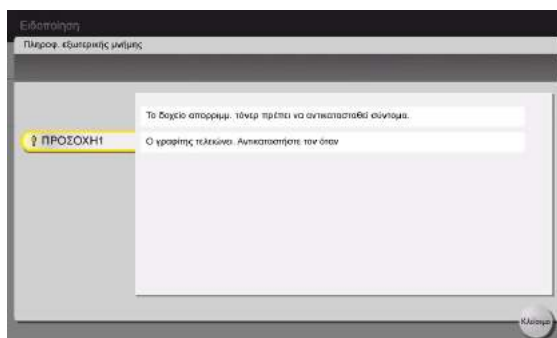 Ειδοποίηση
Πληροφ. εξωτερικής μνήμης
Το δοχείο απορριμμ. τόνερ πρέπει να αντικατασταθεί σύντομα.
ΠΡΟΣΟΧΗ1
Ο γραφίτης τελειώνει. Αντικαταστήστε τον όταν
Κλείσιμο